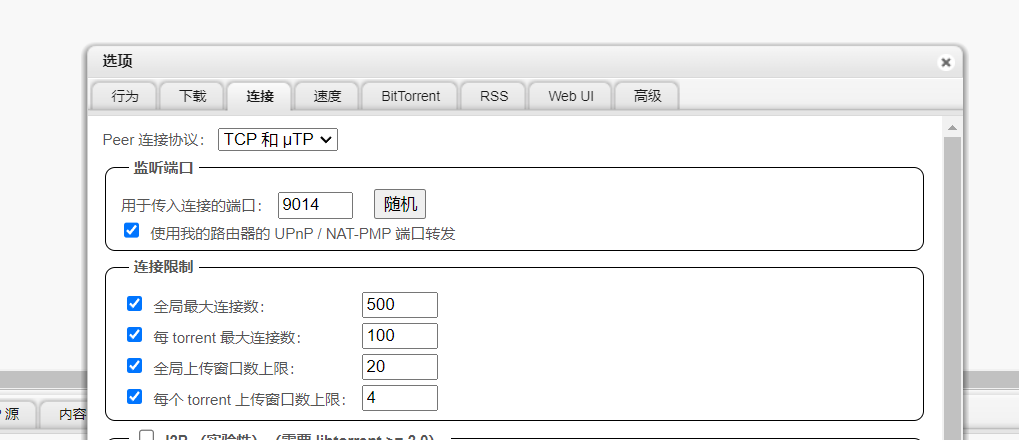 选项
行为 下载 连接 速度 BitTorrent RSS Web UI 高级
Peer 连接协议： TCP 和 μTP
监听端口
用于传入连接的端口： 9014 随机
使用我的路由器的 UPnP / NAT-PMP 端口转发
连接限制
全局最大连接数： 500
每 torrent 最大连接数： 100
全局上传窗口数上限： 20
每个 torrent 上传窗口数上限： 4
源 内容
I2P （实验性）（需要 libtorrent >= 2.0）